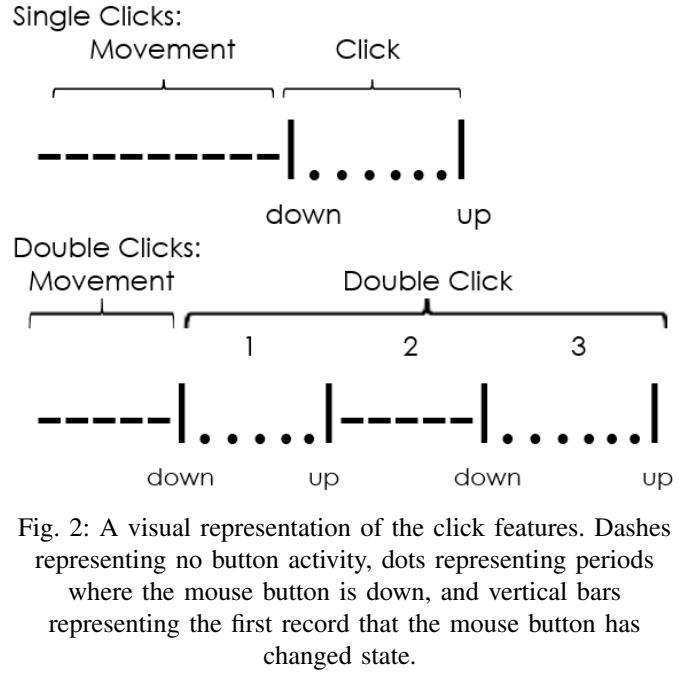 Single Clicks:
Movement Click
down up
Double Clicks:
Movement Double Click
1 2 3
down up down up
Fig. 2: A visual representation of the click features. Dashes
representing no button activity, dots representing periods
where the mouse button is down, and vertical bars
representing the first record that the mouse button has
changed state.